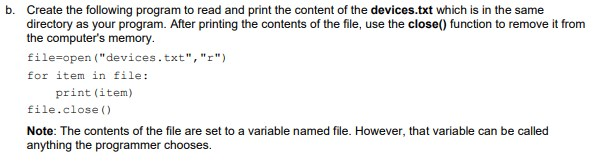 b. Create the following program to read and print the content of the devices.txt which is in the same
directory as your program. After printing the contents of the file, use the close() function to remove it from
the computer's memory.
file=open("devices.txt","r")
for item in file:
    print(item)
file.close()
Note: The contents of the file are set to a variable named file. However, that variable can be called
anything the programmer chooses.